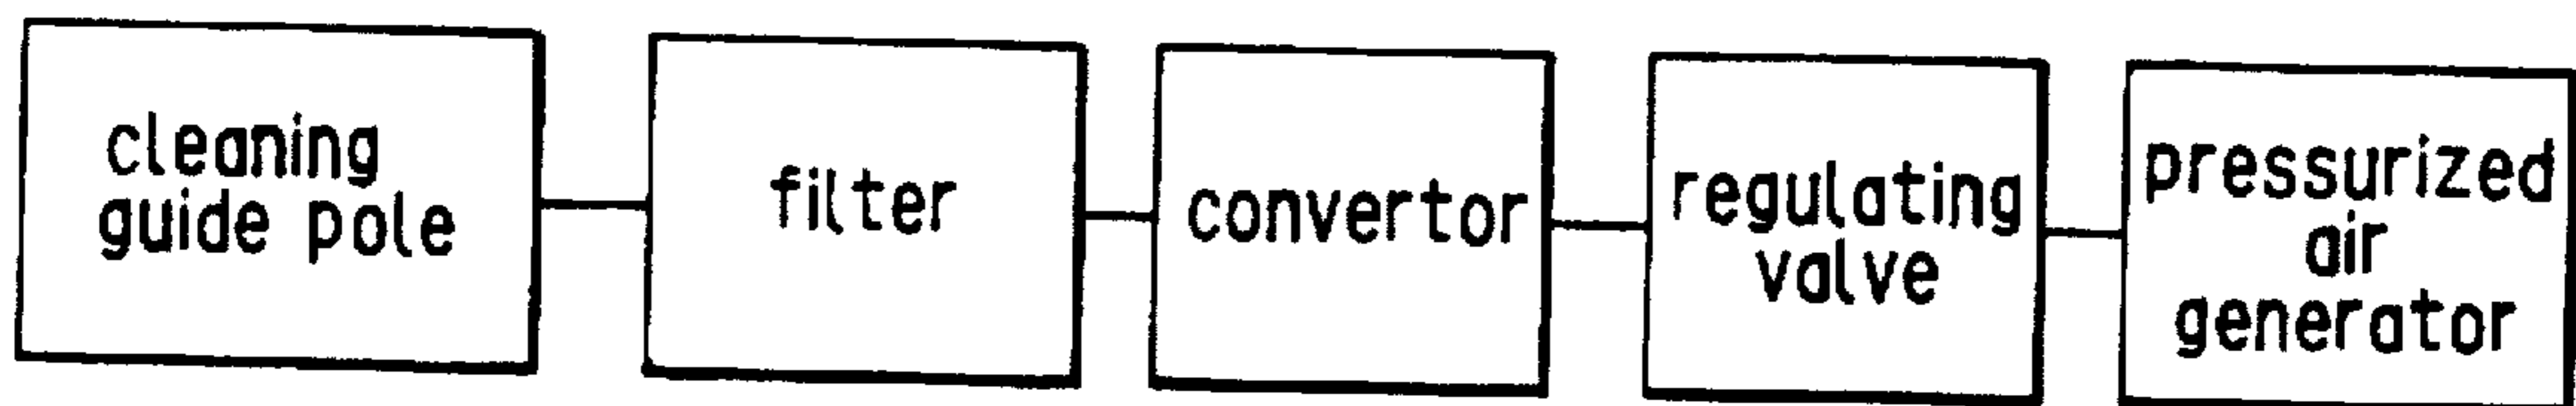 cleaning
guide pole
filter
convertor
regulating
valve
pressurized
air
generator